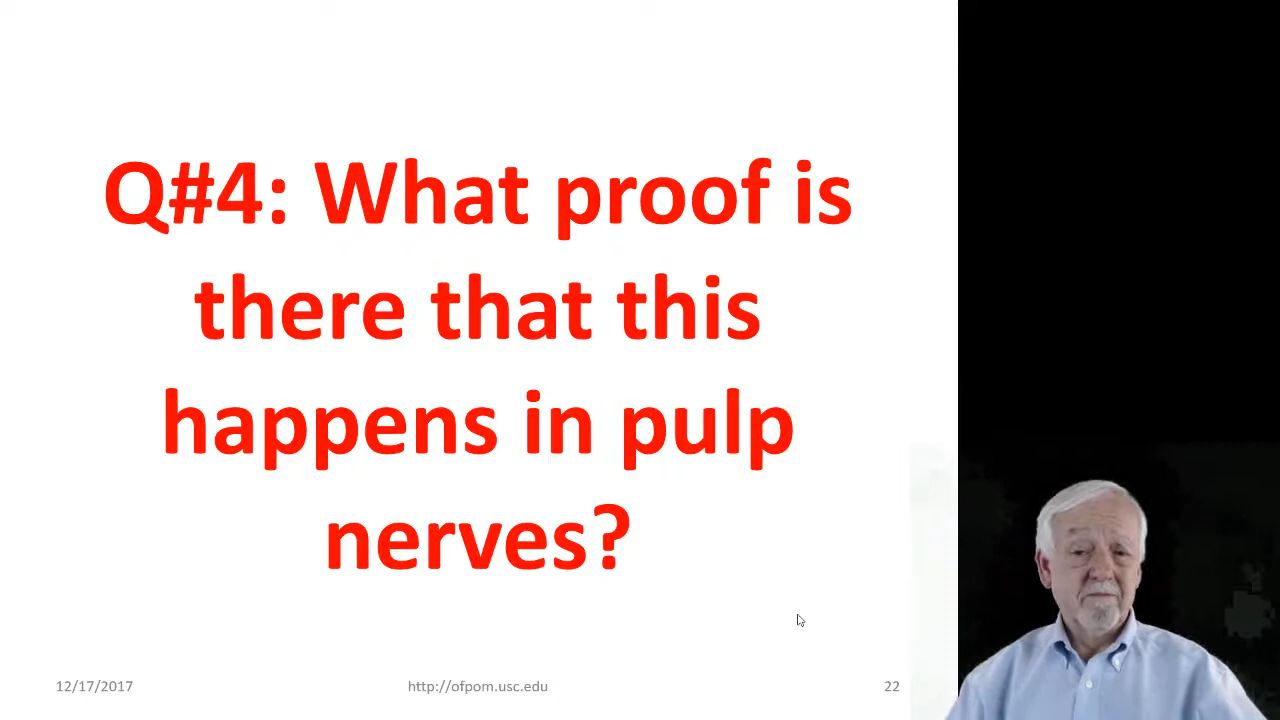 Q#4: What proof is
there that this
happens in pulp
nerves?
12/17/2017
http://ofpom.usc.edu
22